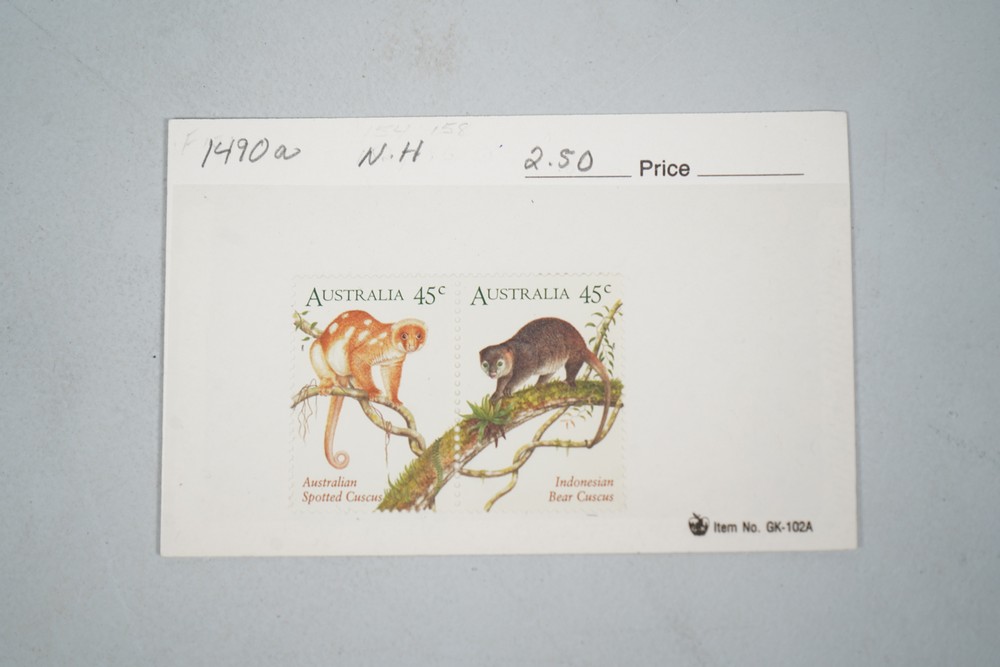 1490a N.H 2.50 Price
AUSTRALIA 45c AUSTRALIA 45c
Australian
Spotted Cuscus
Indonesian
Bear Cuscus
Item No. GK-102A